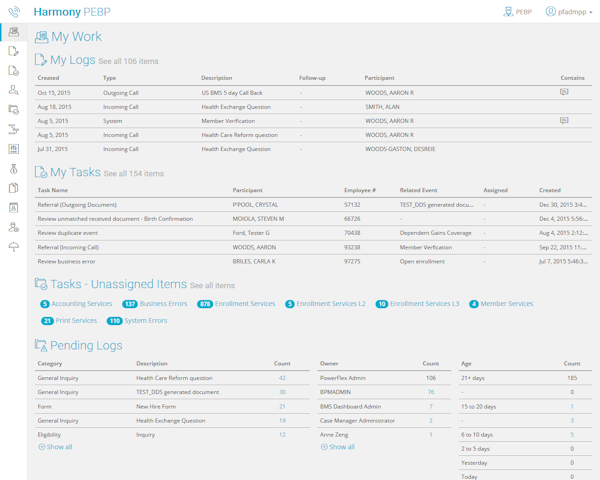 Harmony PEBP
PEBP pfadmpp
My Work
My Logs See all 106 items
Created Type Description Follow-up Participant Contains
Oct 15, 2015 Outgoing Call US BMS 5 day Call Back - WOODS, AARON R
Aug 18, 2015 Incoming Call Health Exchange Question - SMITH, ALAN
Aug 5, 2015 System Member Verification - WOODS, AARON R
Aug 5, 2015 Incoming Call Health Care Reform question - WOODS, AARON R
Jul 31, 2015 Incoming Call Health Exchange Question - WOODS-GASTON, DESREIE
My Tasks See all 154 items
Task Name Participant Employee # Related Event Assigned Created
Referral (Outgoing Document) P'POOL, CRYSTAL 57132 TEST_DDS generated docu... - Dec 30, 2015 3:4...
Review unmatched received document - Birth Confirmation MOIOLA, STEVEN M 66726 - - Dec 4, 2015 5:56:...
Review duplicate event Ford, Tester G 70438 Dependent Gains Coverage - Aug 4, 2015 2:12:...
Referral (Incoming Call) WOODS, AARON 93238 Member Verfication - Sep 22, 2015 11:...
Review business error BRILES, CARLA K 97275 Open enrollment - Jul 7, 2015 5:46:3...
Tasks - Unassigned Items See all items
5 Accounting Services 137 Business Errors 878 Enrollment Services 5 Enrollment Services L2 10 Enrollment Services L3 4 Member Services
21 Print Services 110 System Errors
Pending Logs
Category Description Count Owner Count Age Count
General Inquiry Health Care Reform question 42 PowerFlex Admin 106 21+ days 185
General Inquiry TEST_DDS generated document 30 BPMADMIN 76 - 0
Form New Hire Form 21 BMS Dashboard Admin 7 15 to 20 days 1
General Inquiry Health Exchange Question 19 Case Manager Administrator 2 - 3
Eligibility Inquiry 12 Anne Zeng 1 6 to 10 days 5
Show all Show all 2 to 5 days 0
Yesterday 0
Today 0